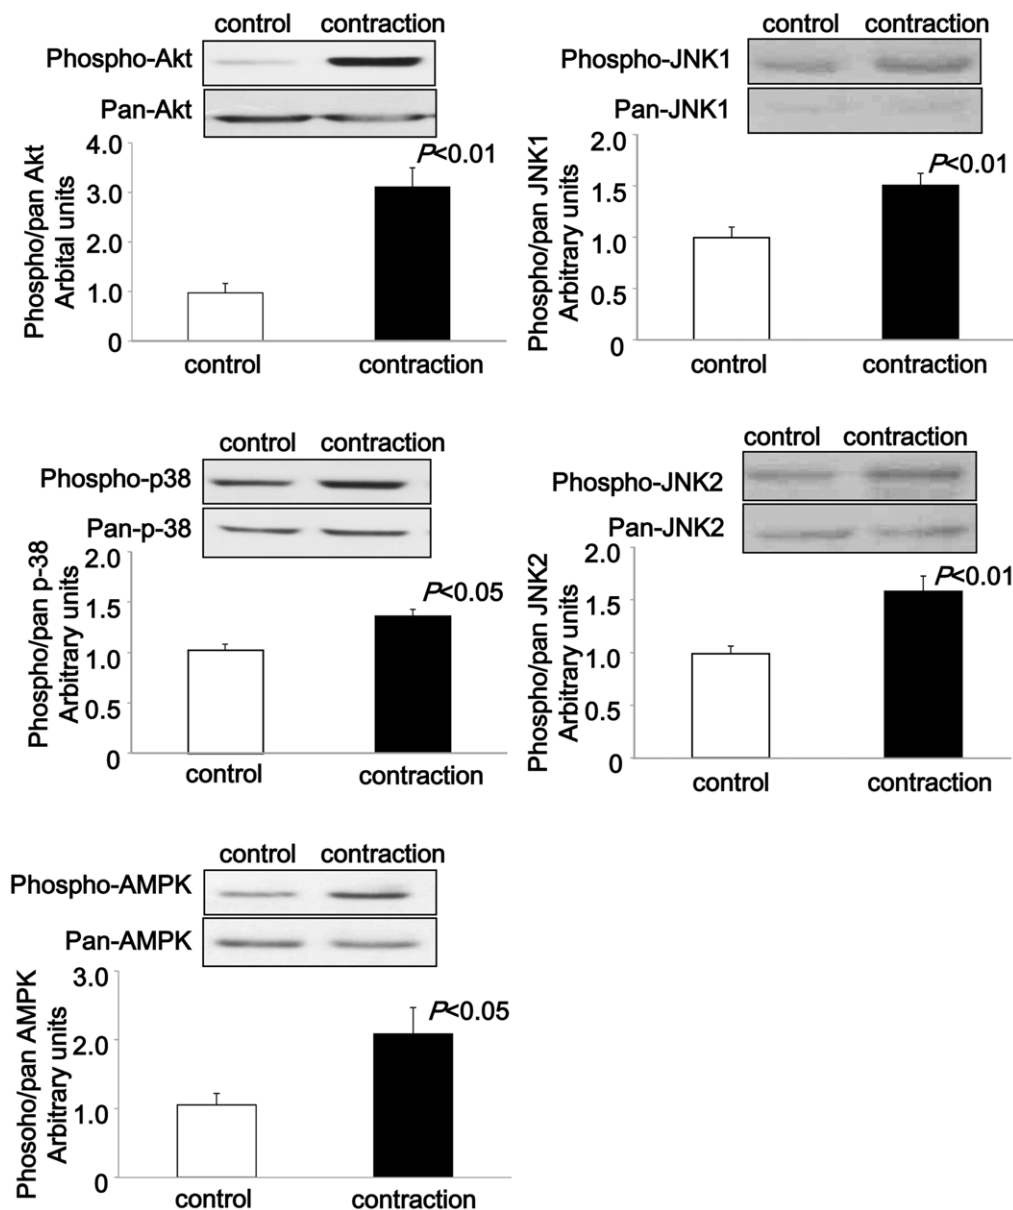 control contraction
Phospho-Akt
Pan-Akt
Phospho/pan Akt
Arbital units
4.0
3.0
2.0
1.0
0
P<0.01
control contraction
control contraction
Phospho-JNK1
Pan-JNK1
Phospho/pan JNK1
Arbitrary units
2.0
1.5
1.0
0.5
0
P<0.01
control contraction
control contraction
Phospho-p38
Pan-p-38
Phospho/pan p-38
Arbitrary units
2.0
1.5
1.0
0.5
0
P<0.05
control contraction
control contraction
Phospho-JNK2
Pan-JNK2
Phospho/pan JNK2
Arbitrary units
2.0
1.5
1.0
0.5
0
P<0.01
control contraction
control contraction
Phospho-AMPK
Pan-AMPK
Phosoho/pan AMPK
Arbitrary units
3.0
2.0
1.0
0
P<0.05
control contraction